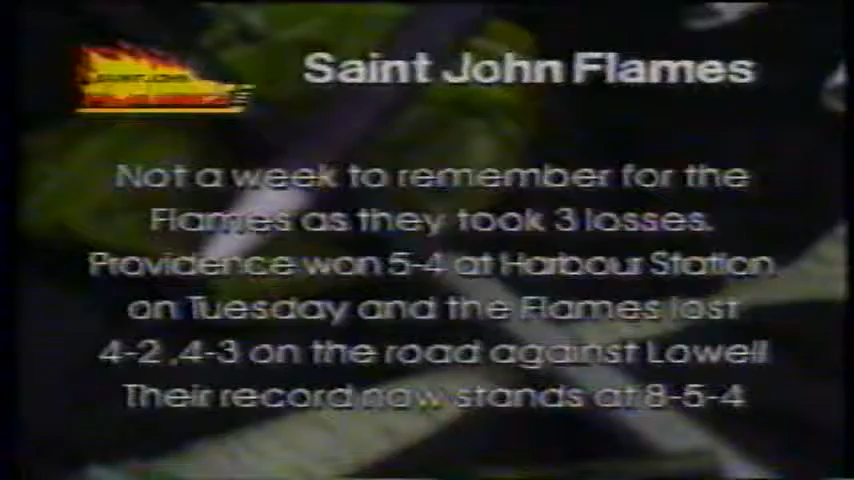 Saint John Flames
Not a week to remember for the
Flames as they took 3 losses.
Providence won 5-4 at Harbour Station
on Tuesday and the Flames lost
4-2 ,4-3 on the road against Lowell
Their record now stands at 8-5-4